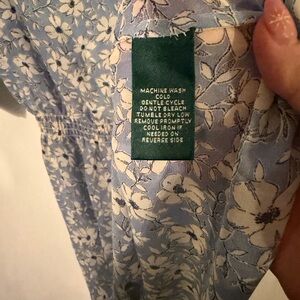 MACHINE WASH
COLD
GENTLE CYCLE
DO NOT BLEACH
TUMBLE DRY LOW
REMOVE PROMPTLY
COOL IRON IF
NEEDED ON
REVERSE SIDE